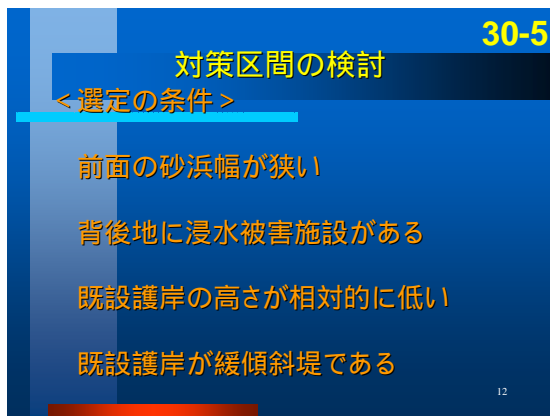 30-5
対策区間の検討
<選定の条件>
前面の砂浜幅が狭い
背後地に浸水被害施設がある
既設護岸の高さが相対的に低い
既設護岸が緩傾斜堤である
12